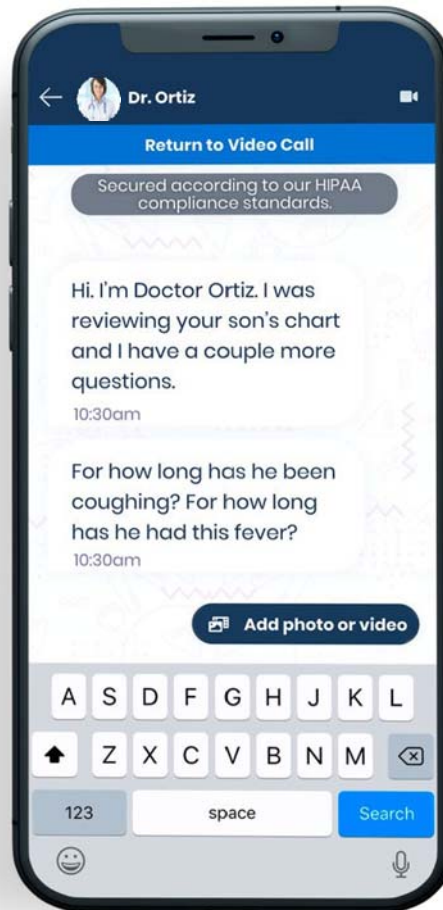 Dr. Ortiz
Return to Video Call
Secured according to our HIPAA
compliance standards.
Hi. I'm Doctor Ortiz. I was
reviewing your son's chart
and I have a couple more
questions.
10:30am
For how long has he been
coughing? For how long
has he had this fever?
10:30am
Add photo or video
A S D F G H J K L
Z X C V B N M
123 space Search